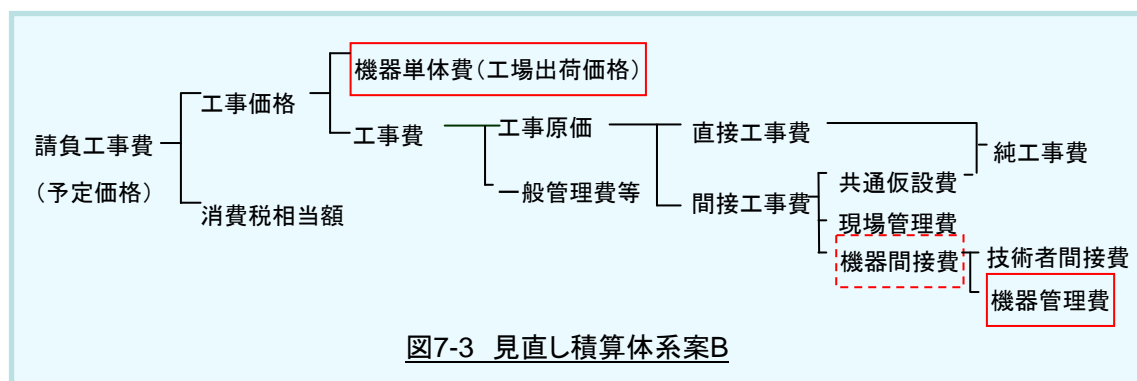 機器単体費(工場出荷価格)
工事価格
工事費
工事原価
直接工事費
純工事費
請負工事費
(予定価格)
一般管理費等
間接工事費
共通仮設費
消費税相当額
現場管理費
機器間接費
技術者間接費
機器管理費
図7-3 見直し積算体系案B